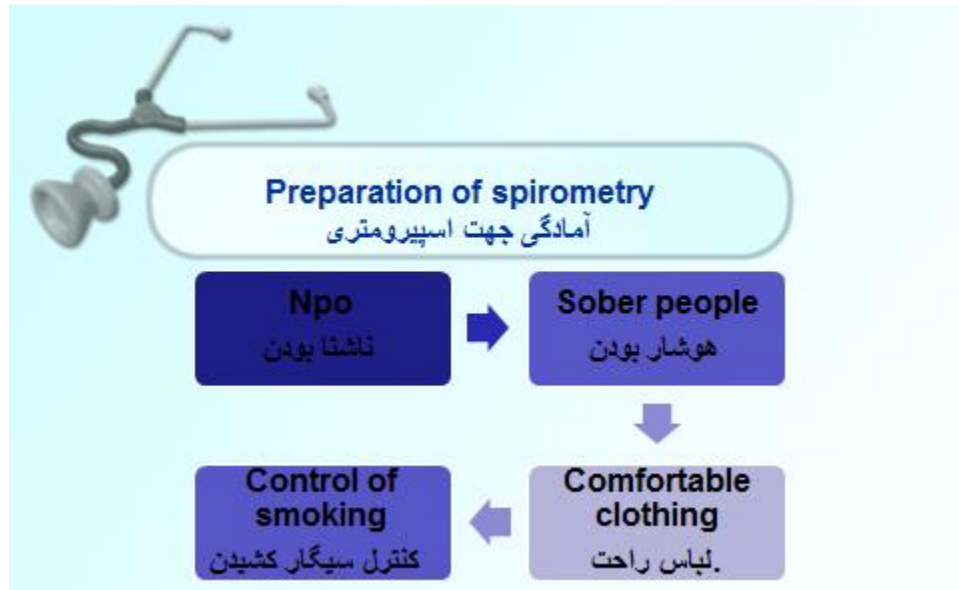 Preparation of spirometry
آمادگی جهت اسپیرومتری
Npo
ناشتا بودن
Sober people
هوشار بودن
Comfortable
clothing
لباس راحت.
Control of
smoking
کنترل سیگار کشیدن